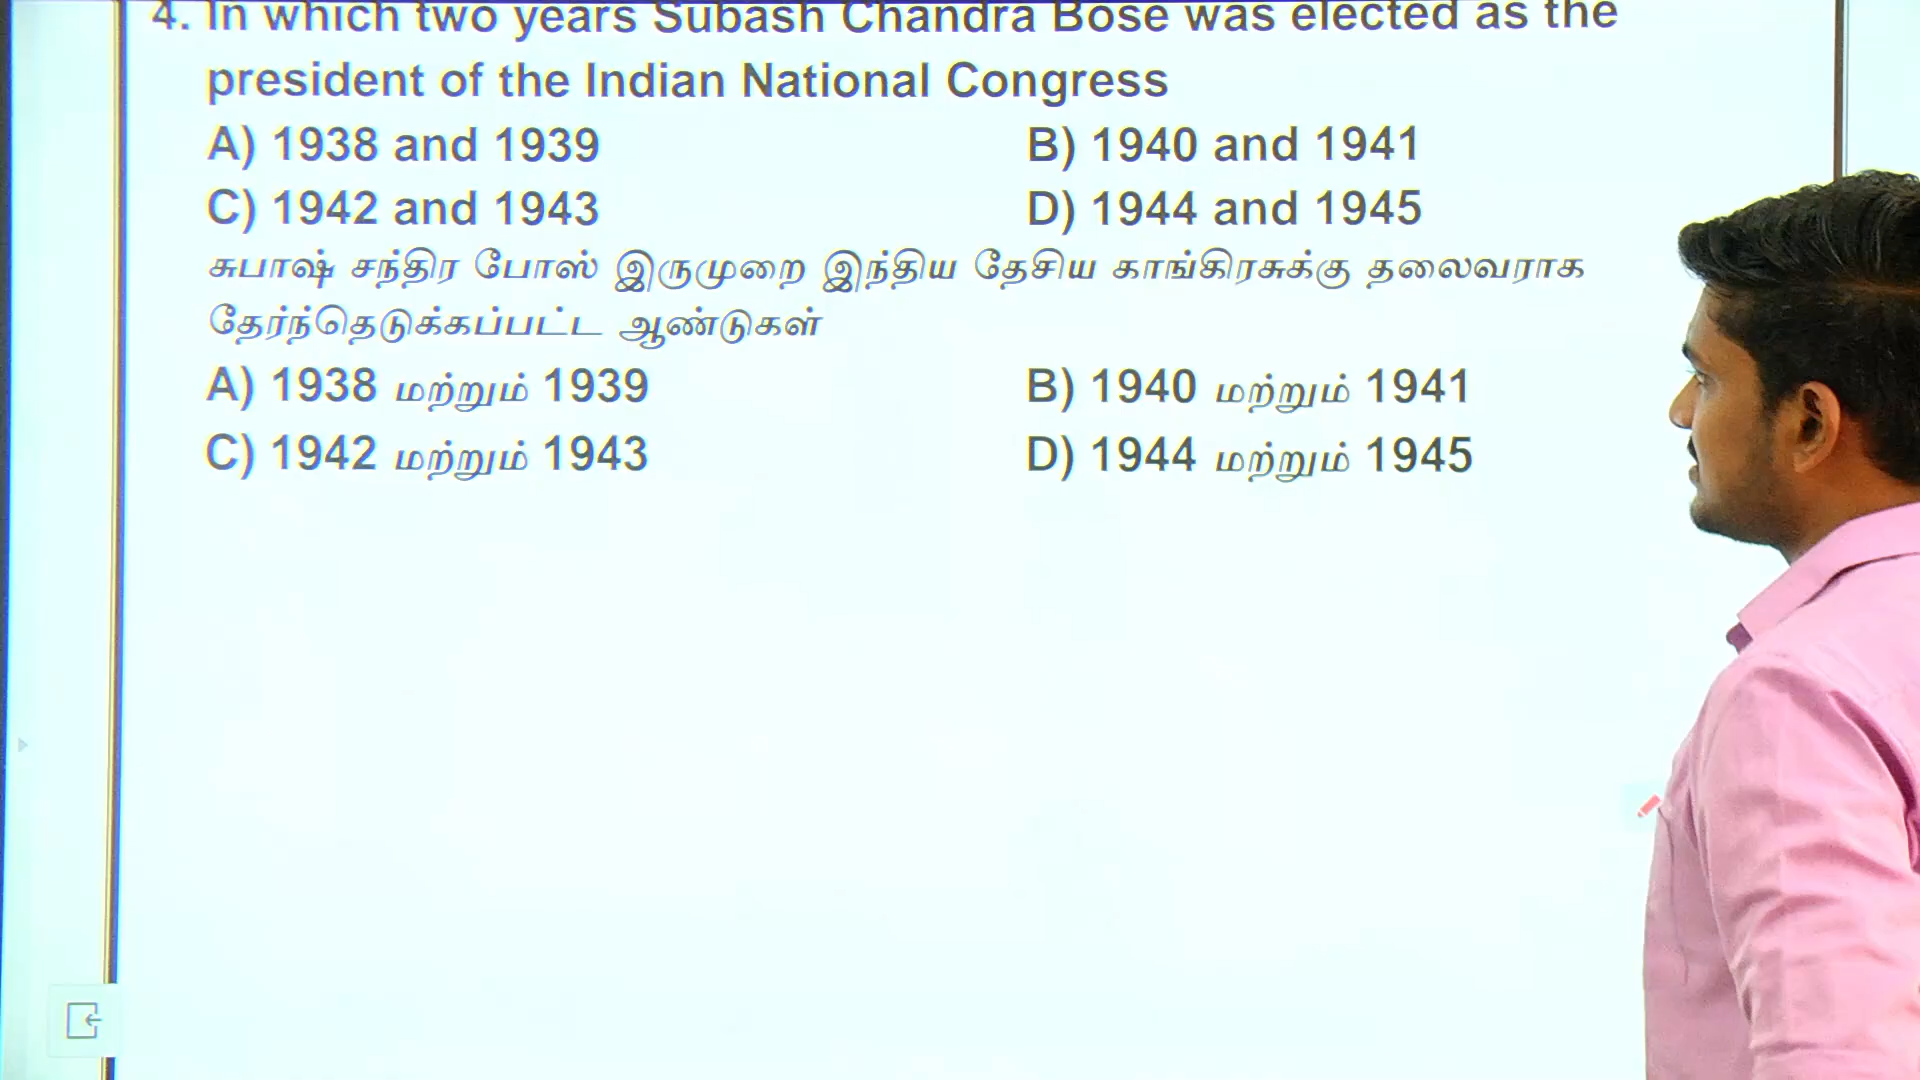 4. In which two years Subash Chandra Bose was elected as the
president of the Indian National Congress
A) 1938 and 1939 B) 1940 and 1941
C) 1942 and 1943 D) 1944 and 1945
சுபாஷ் சந்திர போஸ் இருமுறை இந்திய தேசிய காங்கிரசுக்கு தலைவராக
தேர்ந்தெடுக்கப்பட்ட ஆண்டுகள்
A) 1938 மற்றும் 1939 B) 1940 மற்றும் 1941
C) 1942 மற்றும் 1943 D) 1944 மற்றும் 1945